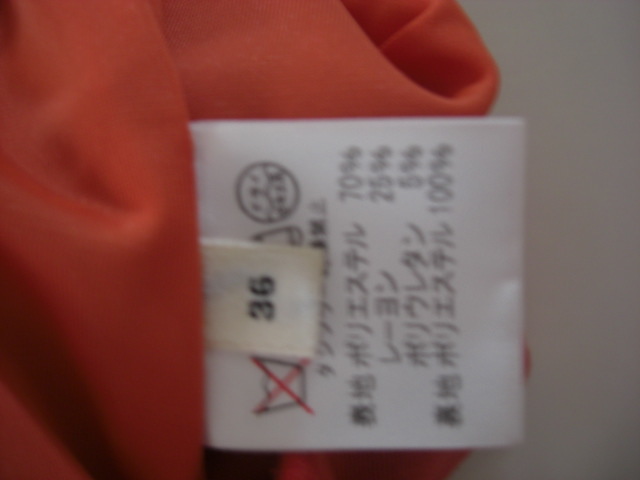 36
表地 ポリエステル 70%
レーヨン 25%
ポリウレタン 5%
裏地 ポリエステル 100%